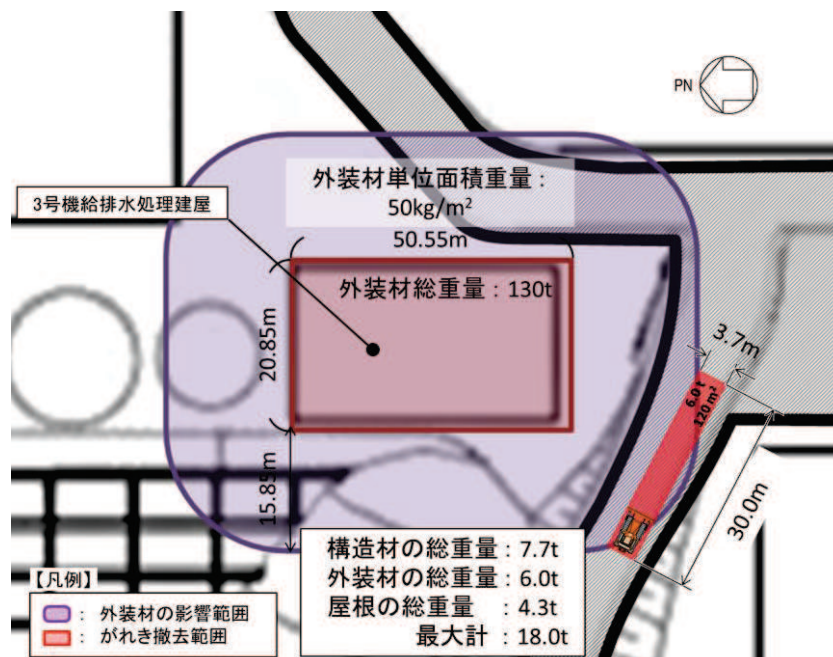 PN
外装材単位面積重量：
50kg/m²
50.55m
3号機給排水処理建屋
外装材総重量：130t
20.85m
15.85m
3.7m
6.0t
120m²
30.0m
構造材の総重量：7.7t
外装材の総重量：6.0t
屋根の総重量 ：4.3t
最大計：18.0t
【凡例】
：外装材の影響範囲
：がれき撤去範囲